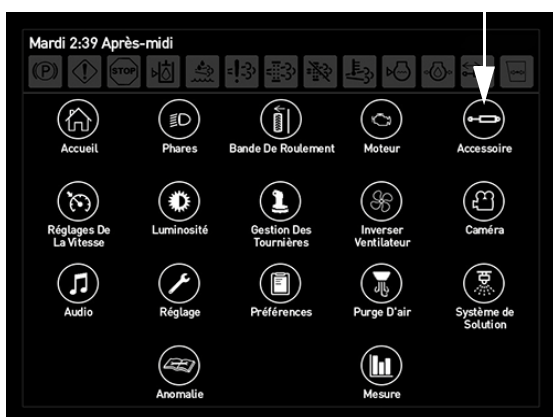 Mardi 2:39 Après-midi
(P) STOP
Accueil Phares Bande De Roulement Moteur Accessoire
Réglages De La Vitesse Luminosité Gestion Des Tournières Inverser Ventilateur Caméra
Audio Réglage Préférences Purge D'air Système de Solution
Anomalie Mesure